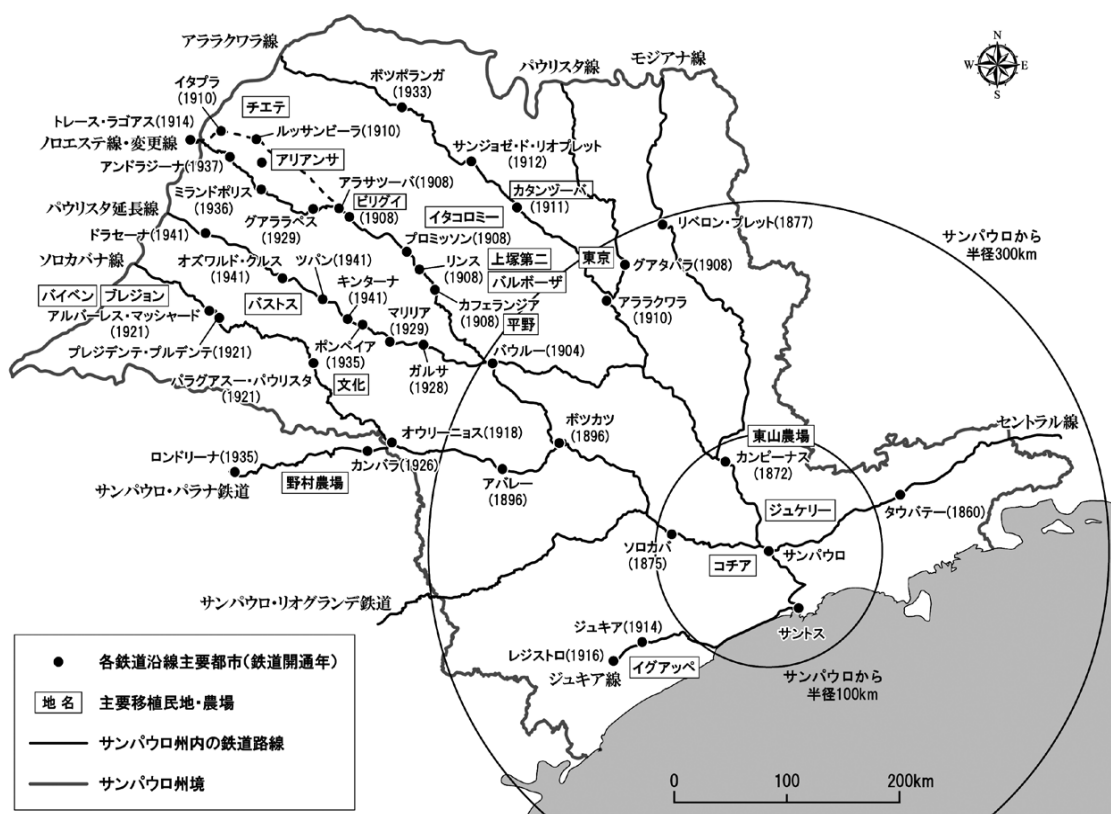 アララクワラ線
パウリスタ線
モジアナ線
N
W
E
S
イタプラ
(1910)
チエテ
ボツポランガ
(1933)
トレース・ラゴアス(1914)
ルッサンビーラ(1910)
ノロエステ線・変更線
サンジョゼ・ド・リオプレット
(1912)
アンドラジーナ(1937)
アリアンサ
ミランドポリス
(1936)
アラサツーバ(1908)
ビリグイ
(1908)
カタンヅーバ
(1911)
パウリスタ延長線
グアララペス
(1929)
イタコロミー
リベロン・プレット(1877)
ドラセーナ(1941)
プロミッソン(1908)
サンパウロから
半径300km
オズワルド・クルス
(1941)
ツパン(1941)
リンス
(1908)
上塚第二
東京
グアタパラ(1908)
ソロカバナ線
キンターナ
(1941)
バルボーザ
バイベン
ブレジョン
バストス
カフェランジア
(1908)
アララクワラ
(1910)
アルバーレス・マッシャード
(1921)
マリリア
(1929)
平野
プレジデンテ・プルデンテ(1921)
ポンペイア
(1935)
ガルサ
(1928)
バウルー(1904)
パラグアスー・パウリスタ
(1921)
文化
ボツカツ
(1896)
セントラル線
オウリーニョス(1918)
東山農場
カンピーナス
(1872)
ロンドリーナ(1935)
カンバラ(1926)
アバレー
(1896)
野村農場
サンパウロ・パラナ鉄道
ジュケリー
タウバテー(1860)
ソロカバ
(1875)
コチア
サンパウロ
サンパウロ・リオグランデ鉄道
サントス
ジュキア(1914)
レジストロ(1916)
イグアッペ
ジュキア線
サンパウロから
半径100km
各鉄道沿線主要都市(鉄道開通年)
地名 主要移植民地・農場
サンパウロ州内の鉄道路線
サンパウロ州境
0 100 200km